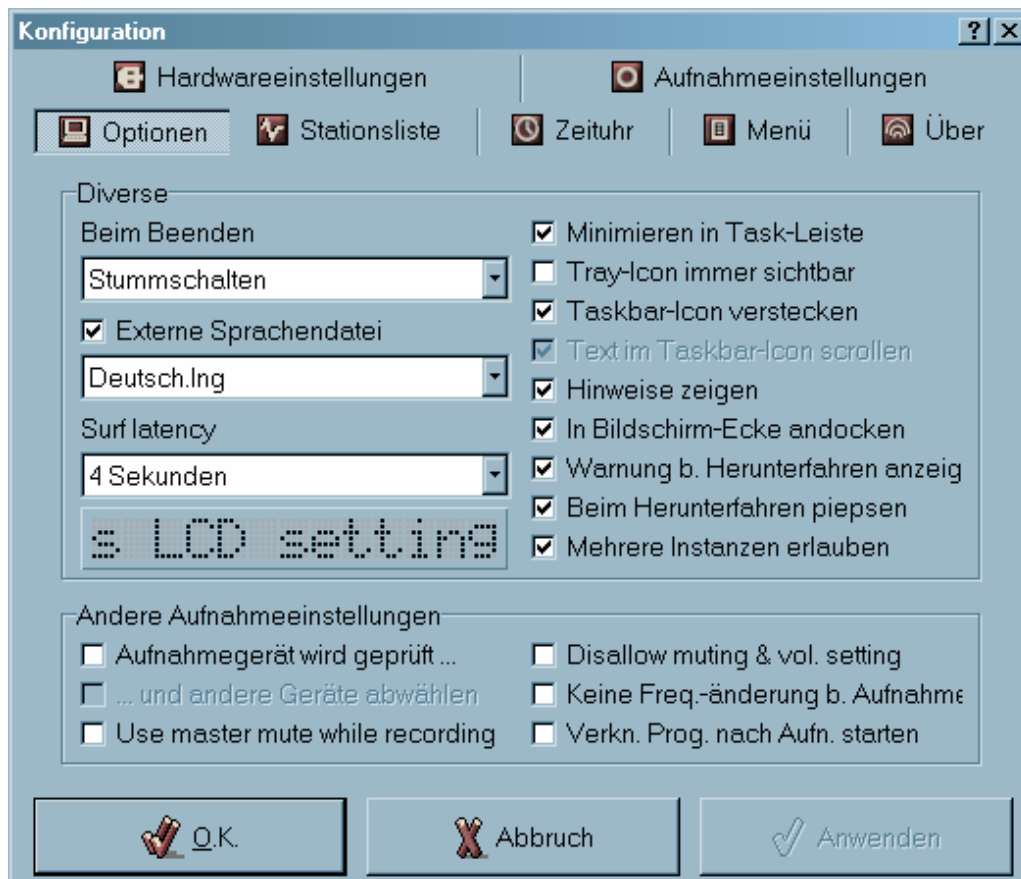 Konfiguration
Hardwareeinstellungen
Aufnahmeeinstellungen
Optionen
Stationsliste
Zeituhr
Menü
Über
Diverse
Beim Beenden
Stummschalten
Externe Sprachendatei
Deutsch.lng
Surf latency
4 Sekunden
s LCD setting
Minimieren in Task-Leiste
Tray-Icon immer sichtbar
Taskbar-Icon verstecken
Text im Taskbar-Icon scrollen
Hinweise zeigen
In Bildschirm-Ecke andocken
Warnung b. Herunterfahren anzeig
Beim Herunterfahren piepsen
Mehrere Instanzen erlauben
Andere Aufnahmeeinstellungen
Aufnahmegerät wird geprüft ...
... und andere Geräte abwählen
Use master mute while recording
Disallow muting & vol. setting
Keine Freq.-änderung b. Aufnahme
Verkn. Prog. nach Aufn. starten
O.K.
Abbruch
Anwenden